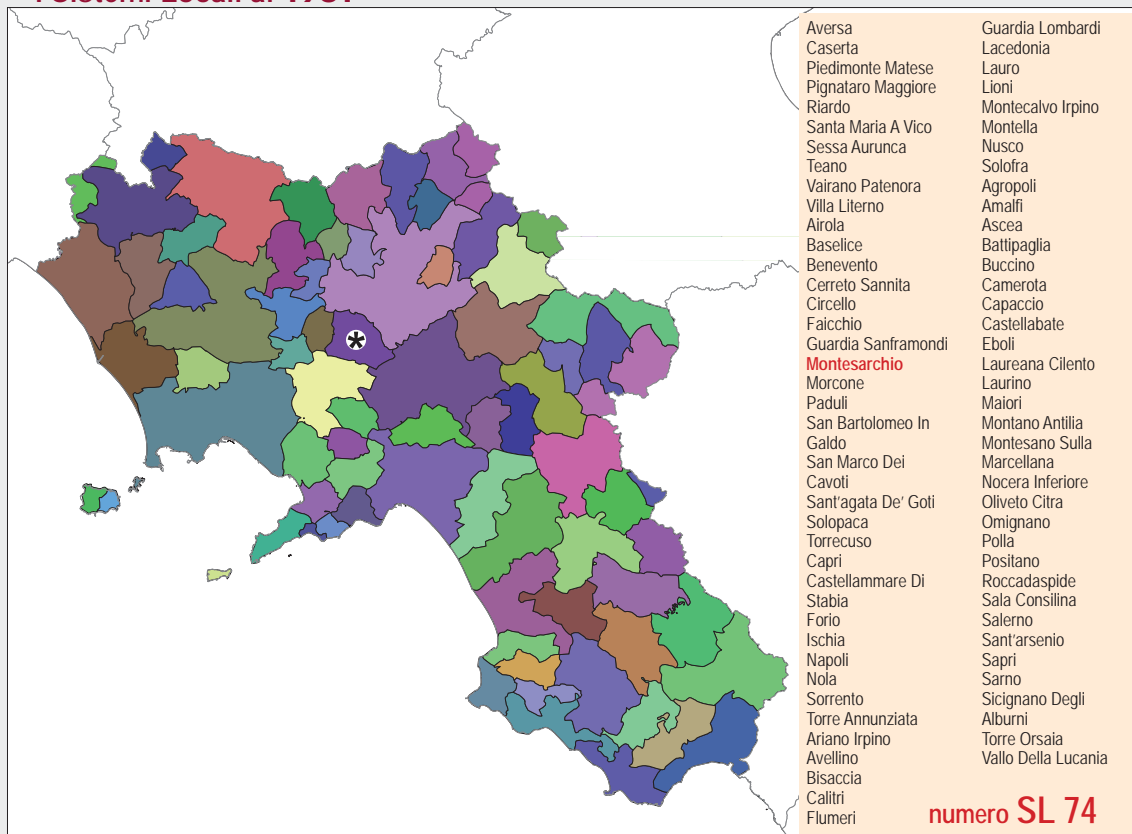 I Sistemi Locali al
Aversa
Caserta
Piedimonte Matese
Pignataro Maggiore
Riardo
Santa Maria A Vico
Sessa Aurunca
Teano
Vairano Patenora
Villa Literno
Airola
Baselice
Benevento
Cerreto Sannita
Circello
Faicchio
Guardia Sanframondi
Montesarchio
Morcone
Paduli
San Bartolomeo In
Galdo
San Marco Dei
Cavoti
Sant'agata De' Goti
Solopaca
Torrecuso
Capri
Castellammare Di
Stabia
Forio
Ischia
Napoli
Nola
Sorrento
Torre Annunziata
Ariano Irpino
Avellino
Bisaccia
Calitri
Flumeri
Guardia Lombardi
Lacedonia
Lauro
Lioni
Montecalvo Irpino
Montella
Nusco
Solofra
Agropoli
Amalfi
Ascea
Battipaglia
Buccino
Camerota
Capaccio
Castellabate
Eboli
Laureana Cilento
Laurino
Maiori
Montano Antilia
Montesano Sulla
Marcellana
Nocera Inferiore
Oliveto Citra
Omignano
Polla
Positano
Roccadaspide
Sala Consilina
Salerno
Sant'arsenio
Sapri
Sarno
Sicignano Degli
Alburni
Torre Orsaia
Vallo Della Lucania
numero SL 74